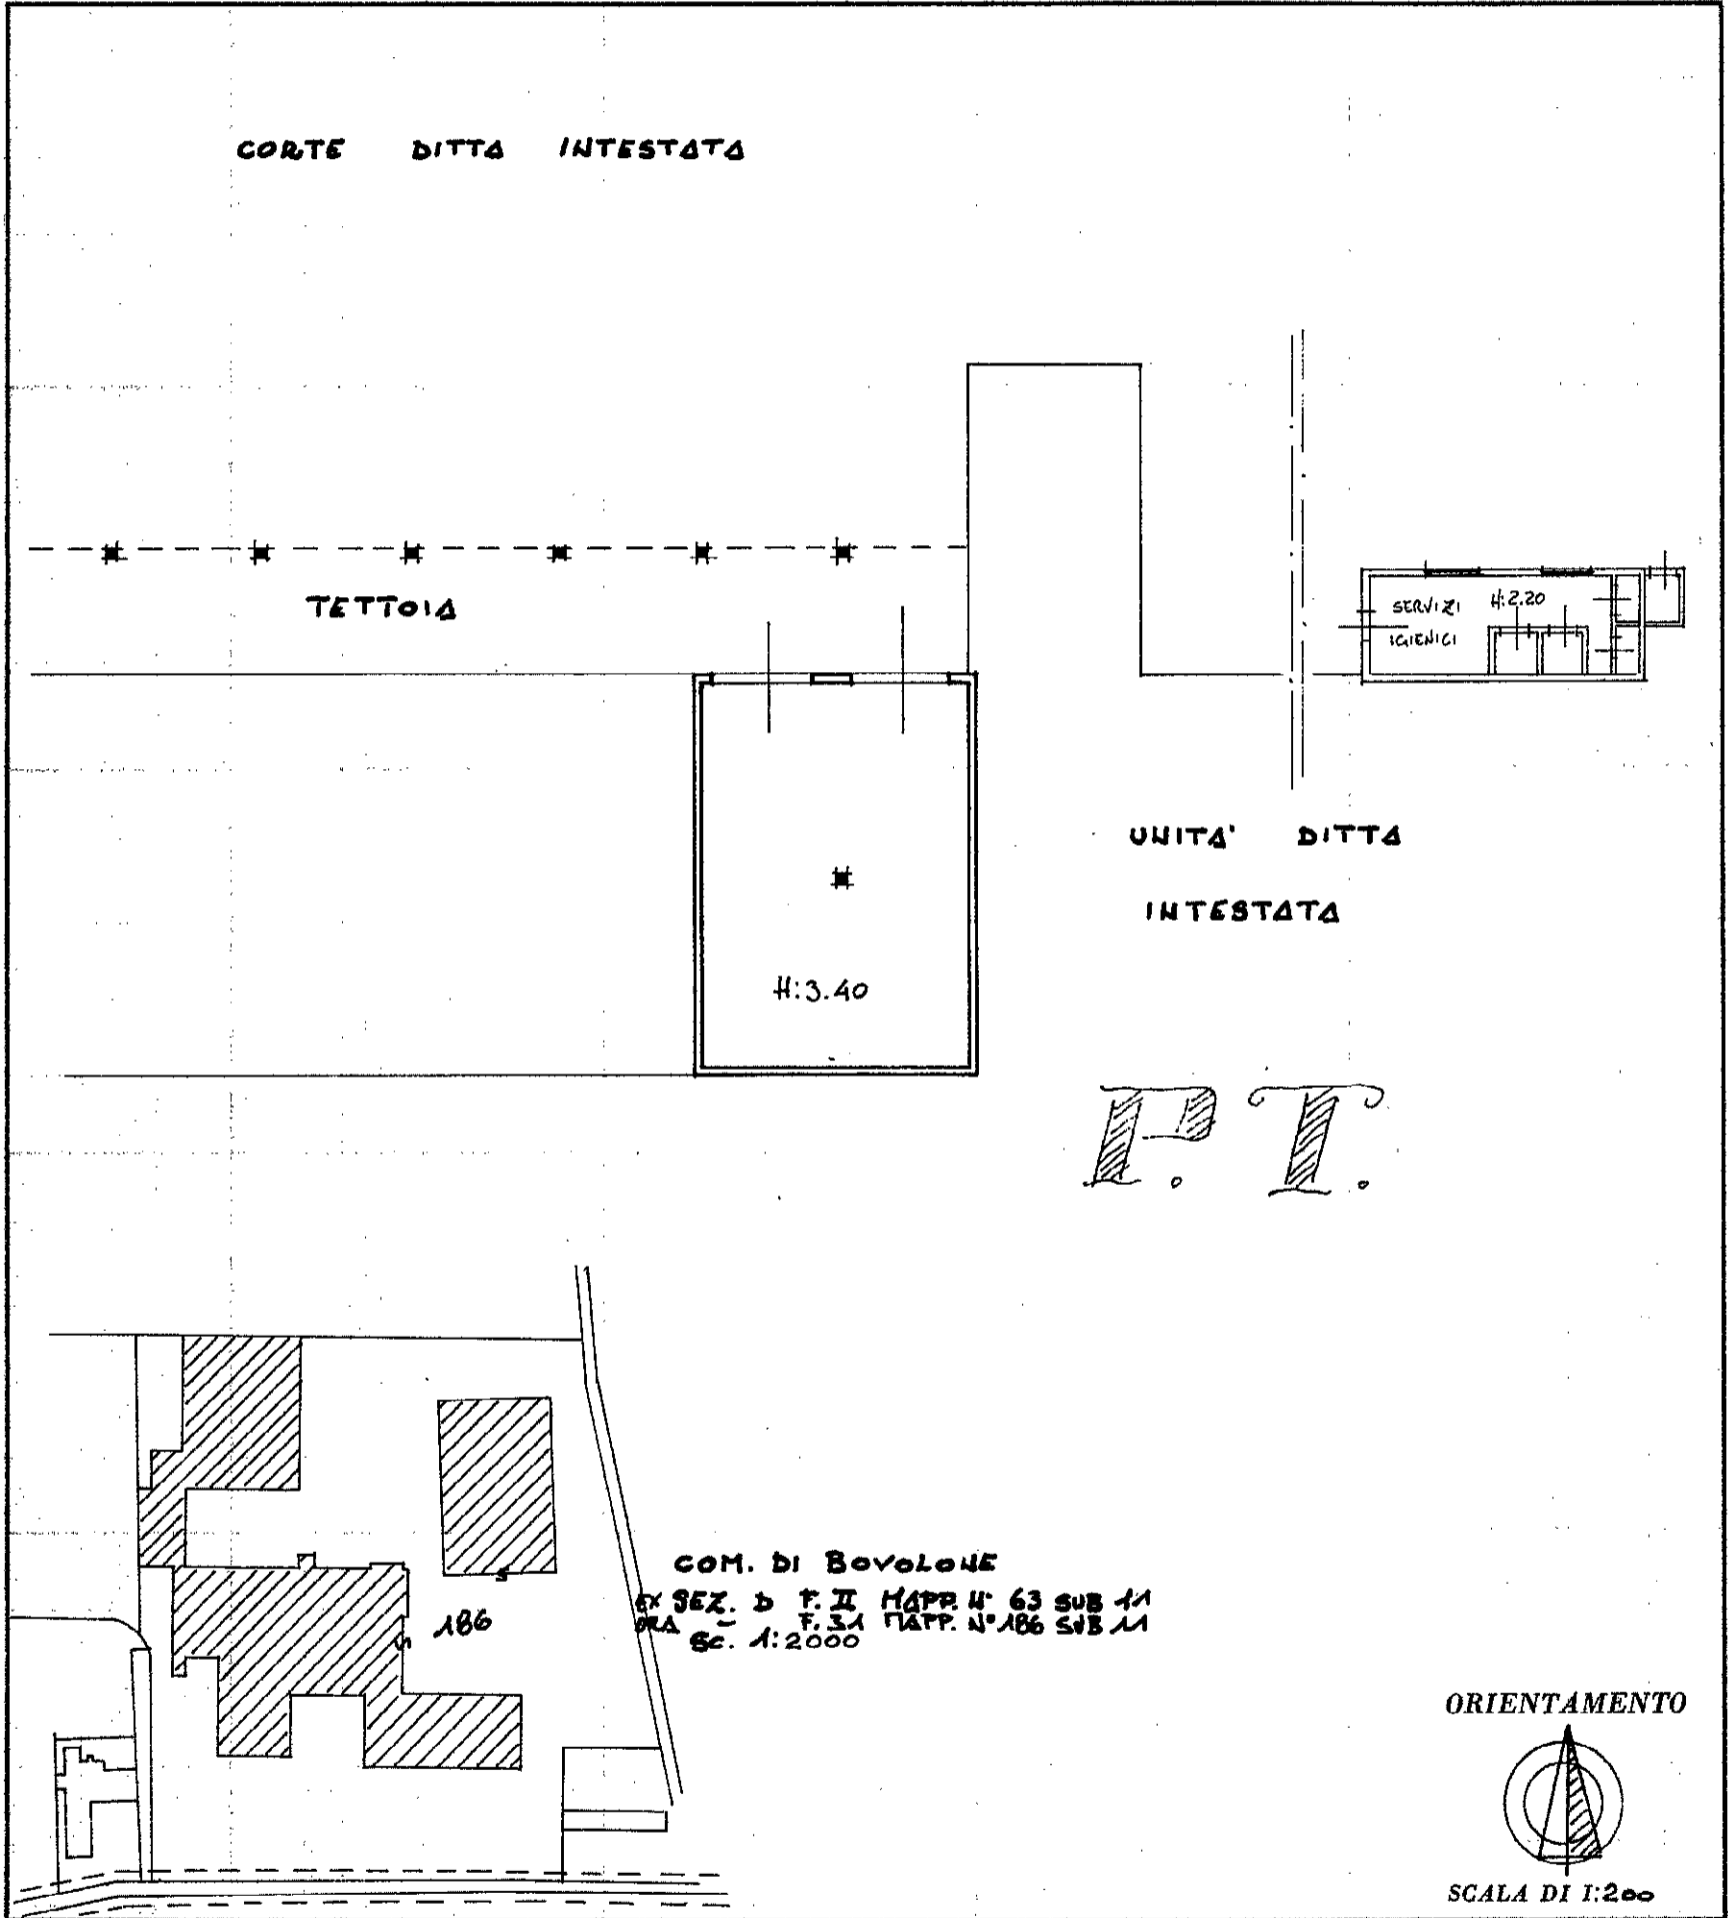 CORTE DITTA INTESTATA
TETTOIA
SERVIZI H:2.20
IGIENICI
UNITA' DITTA
INTESTATA
H:3.40
P.T.
COM. DI BOVOLONE
EX SEZ. D F. II MAPP. N° 63 SUB 11
ORA - F. 31 MAPP. N° 186 SUB 11
SC. 1:2000
186
ORIENTAMENTO
SCALA DI 1:200